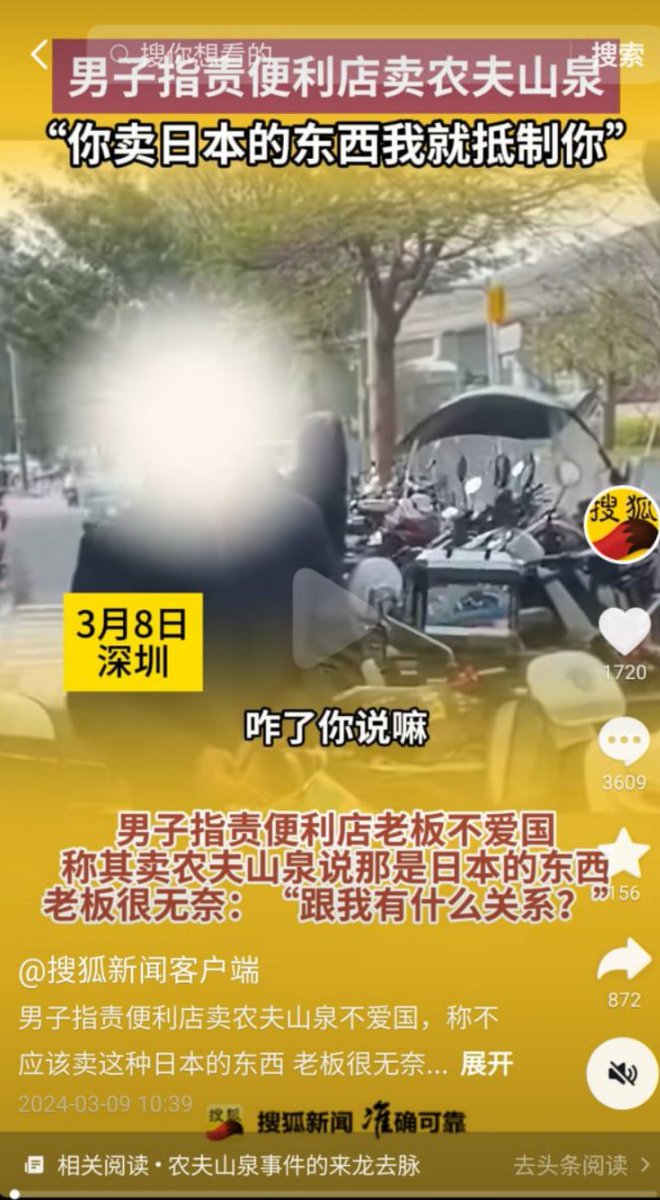 搜你想看的
搜索
男子指责便利店卖农夫山泉
“你卖日本的东西我就抵制你”
搜狐
1720
3月8日
深圳
咋了你说嘛
3609
男子指责便利店老板不爱国
称其卖农夫山泉说那是日本的东西
老板很无奈：“跟我有什么关系？”
156
@搜狐新闻客户端
872
男子指责便利店卖农夫山泉不爱国，称不
应该卖这种日本的东西 老板很无奈... 展开
2024-03-09 10:39
搜狐 搜狐新闻 准确可靠
相关阅读·农夫山泉事件的来龙去脉
去头条阅读